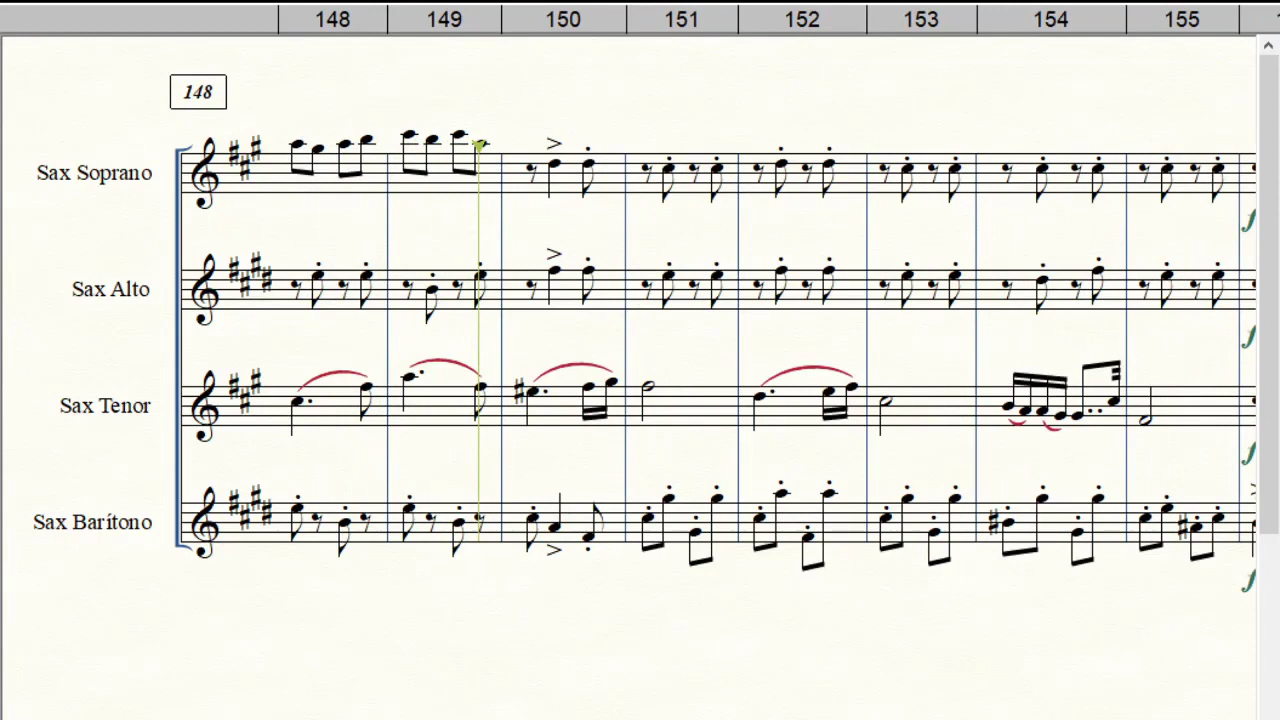 148 149 150 151 152 153 154 155
148
Sax Soprano
f
Sax Alto
f
Sax Tenor
f
Sax Barítono
f